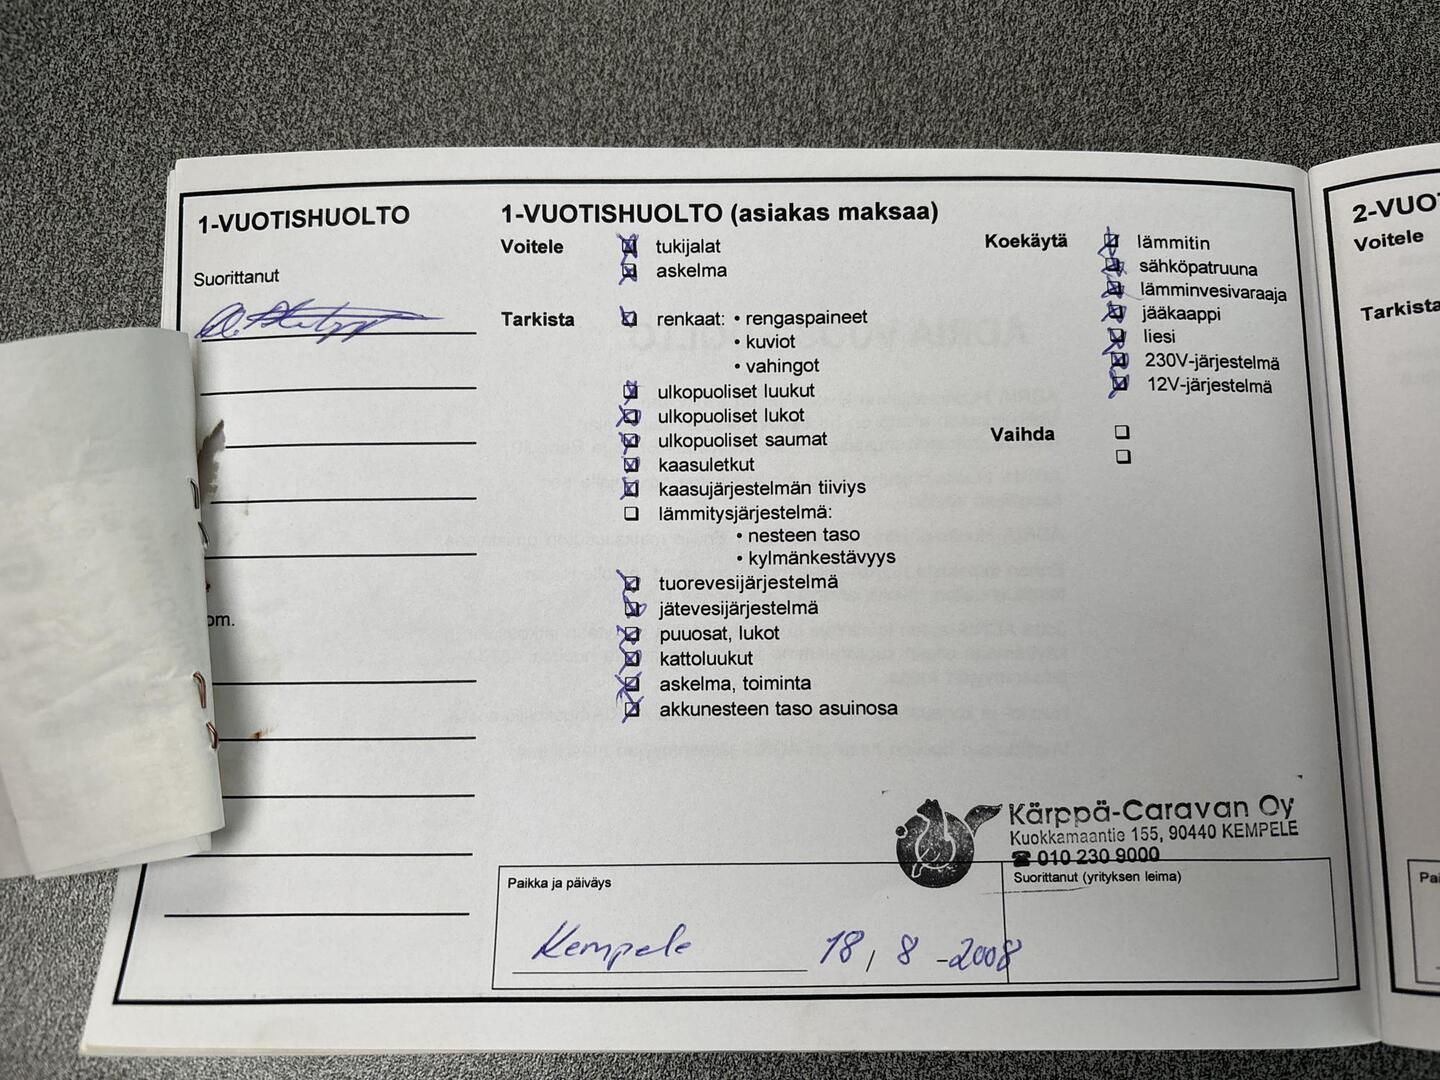 1-VUOTISHUOLTO
Suorittanut
om.
1-VUOTISHUOLTO (asiakas maksaa)
Voitele
tukijalat
askelma
Tarkista
renkaat: • rengaspaineet
• kuviot
• vahingot
ulkopuoliset luukut
ulkopuoliset lukot
ulkopuoliset saumat
kaasuletkut
kaasujärjestelmän tiiviys
lämmitysjärjestelmä:
• nesteen taso
• kylmänkestävyys
tuorevesijärjestelmä
jätevesijärjestelmä
puuosat, lukot
kattoluukut
askelma, toiminta
akkunesteen taso asuinosa
Koekäytä
lämmitin
sähköpatruuna
lämminvesivaraaja
jääkaappi
liesi
230V-järjestelmä
12V-järjestelmä
Vaihda
Kärppä-Caravan Oy
Kuokkamaantie 155, 90440 KEMPELE
☎ 010 230 9000
Paikka ja päiväys
Suorittanut (yrityksen leima)
Kempele 18, 8 -2008
2-VUO
Voitele
Tarkista
Pai